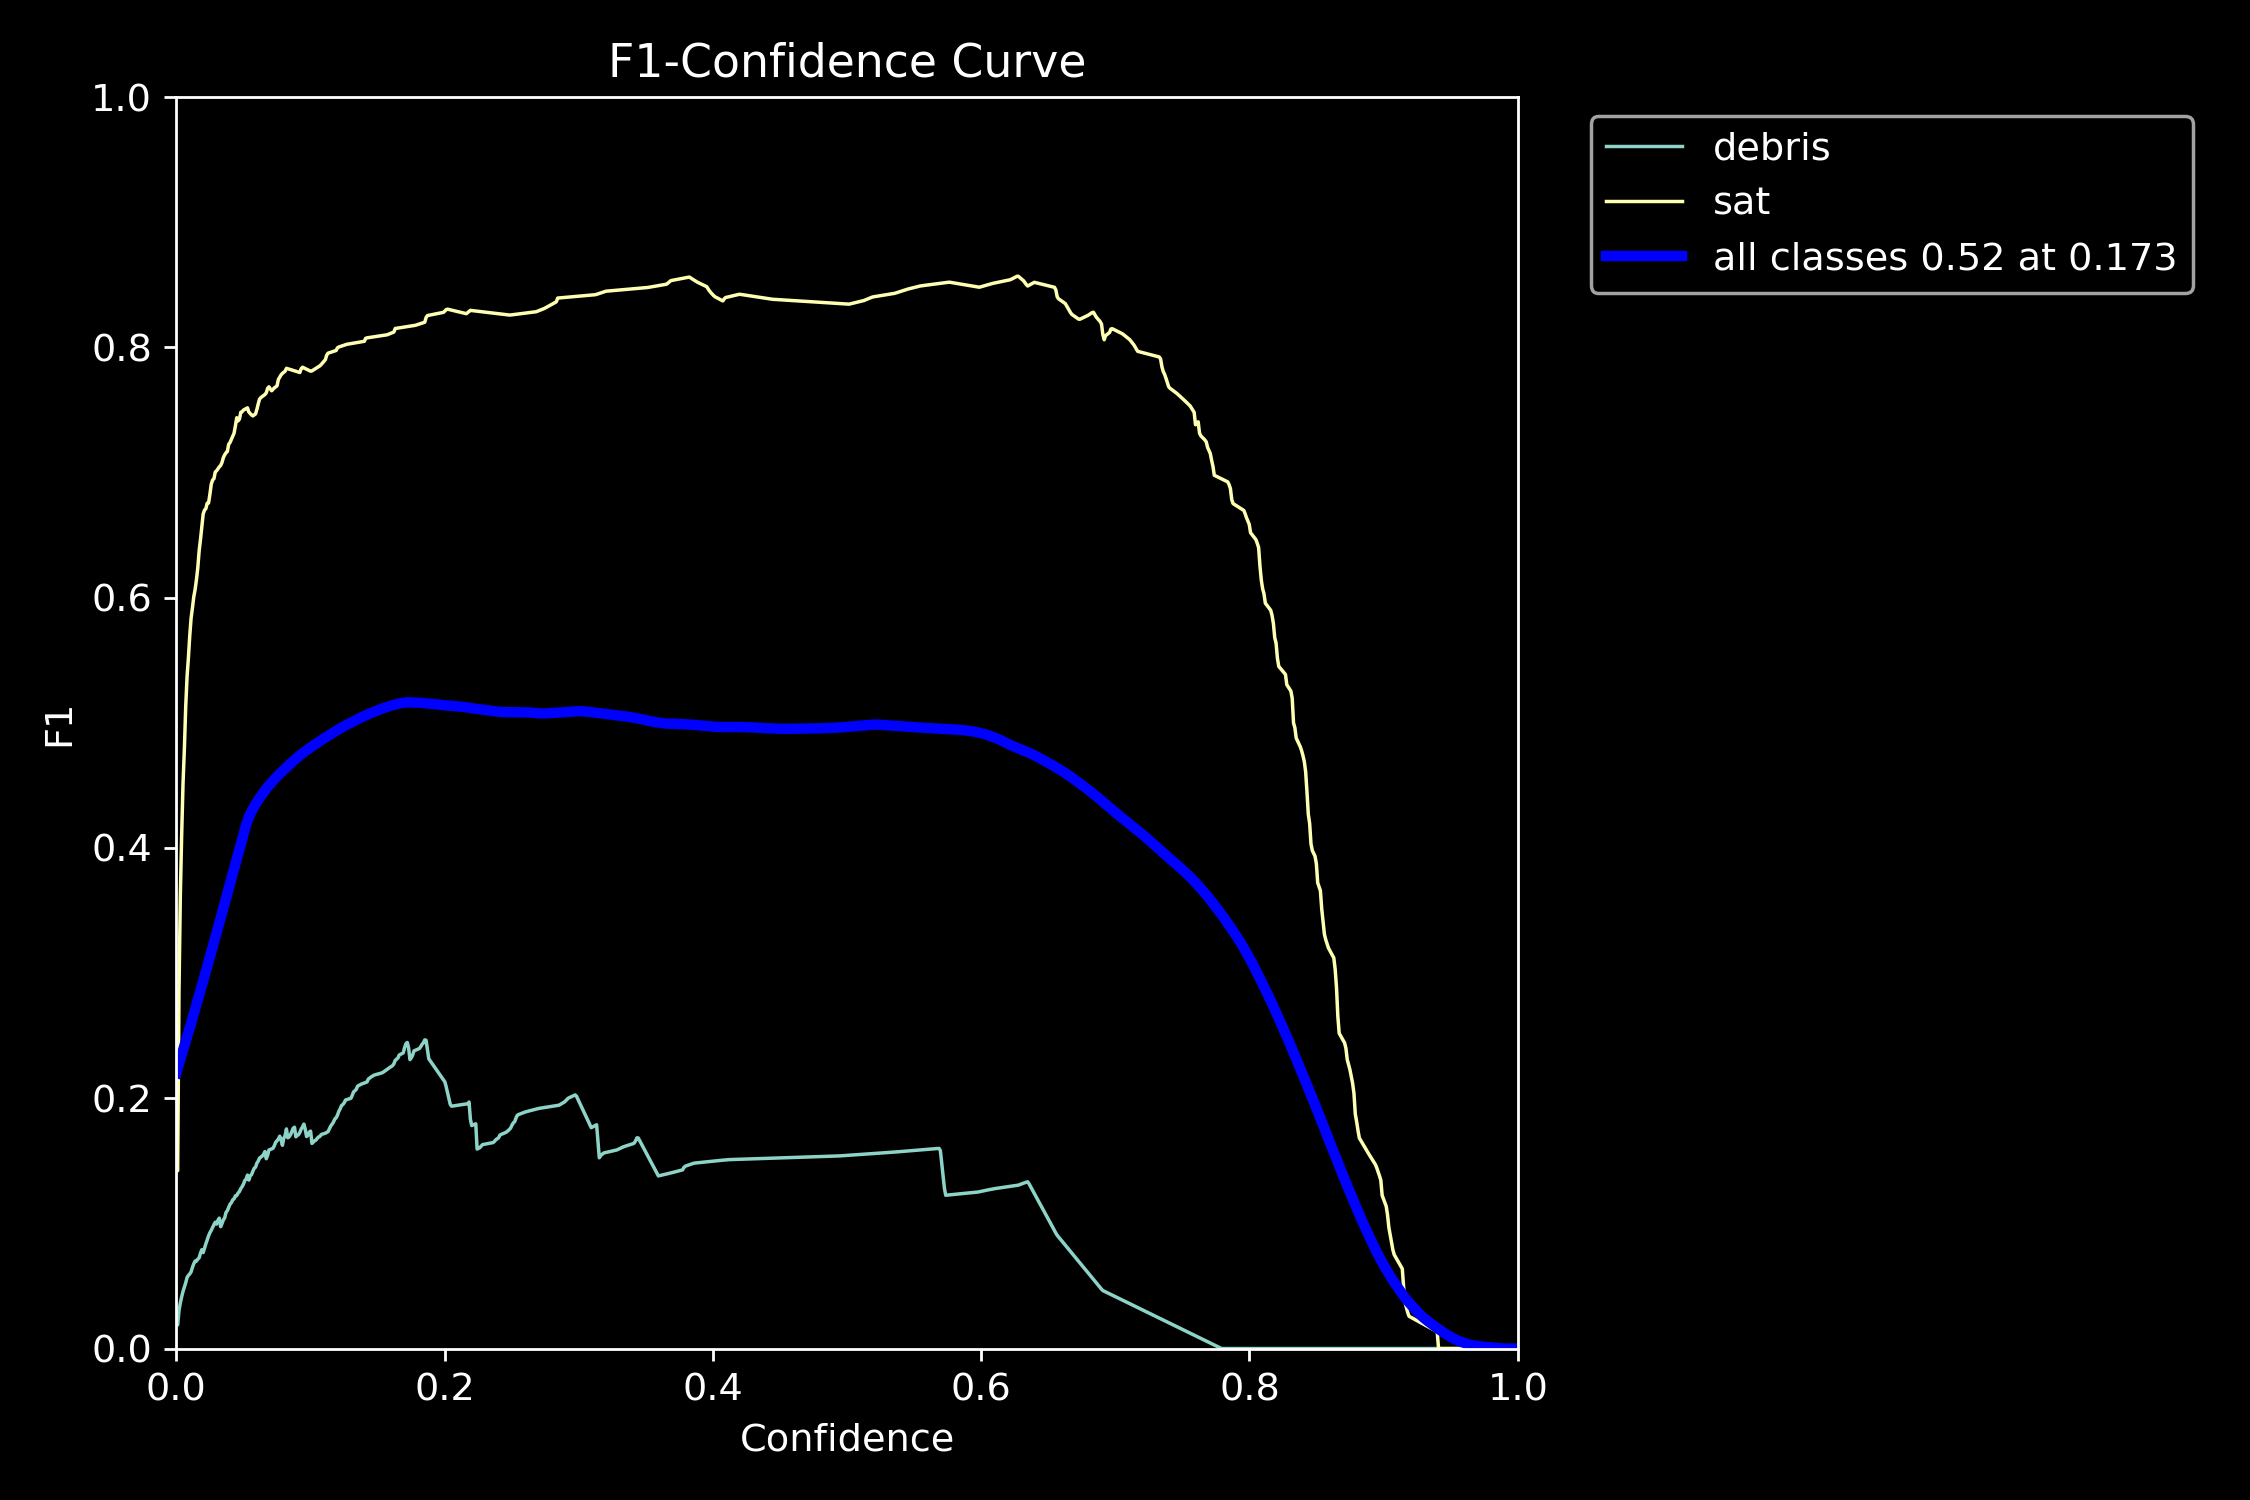 F1-Confidence Curve
1.0
0.8
0.6
0.4
0.2
0.0
F1
0.0 0.2 0.4 0.6 0.8 1.0
Confidence
debris
sat
all classes 0.52 at 0.173